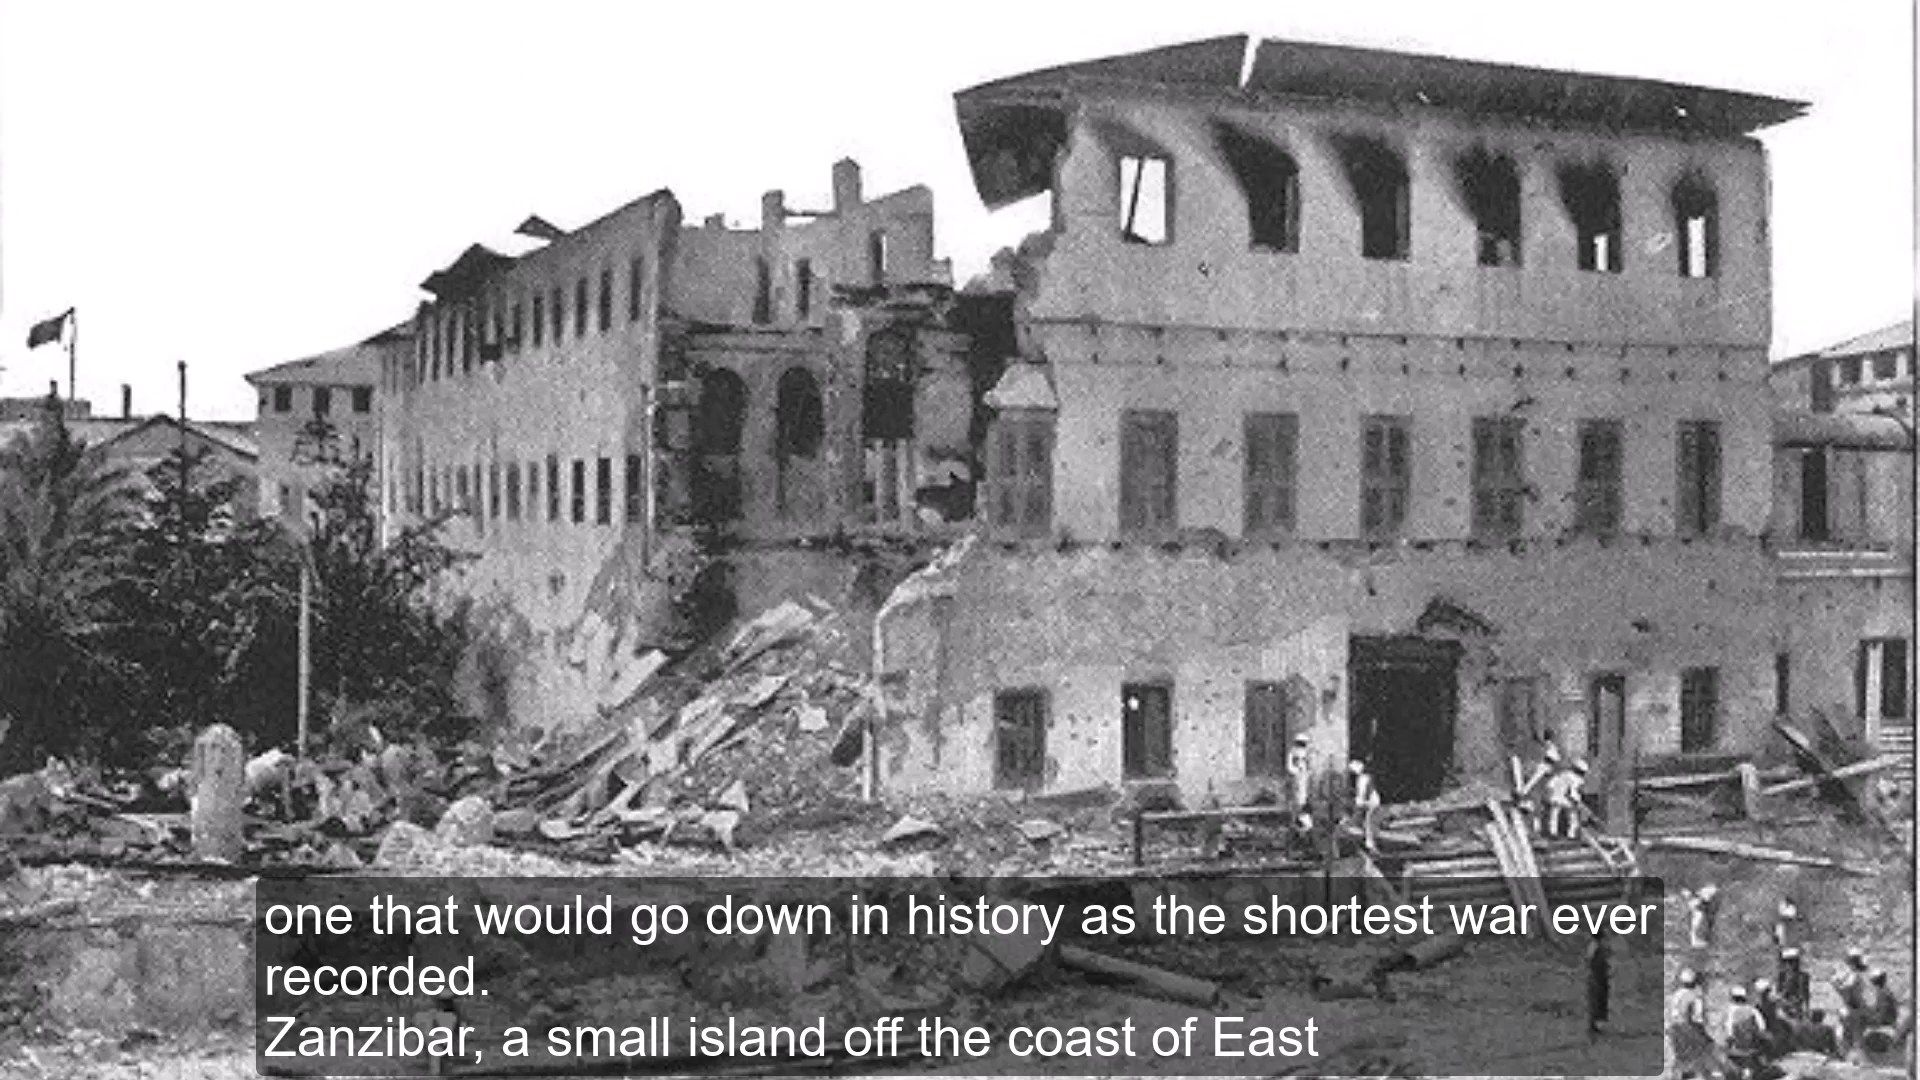 one that would go down in history as the shortest war ever
recorded.
Zanzibar, a small island off the coast of East